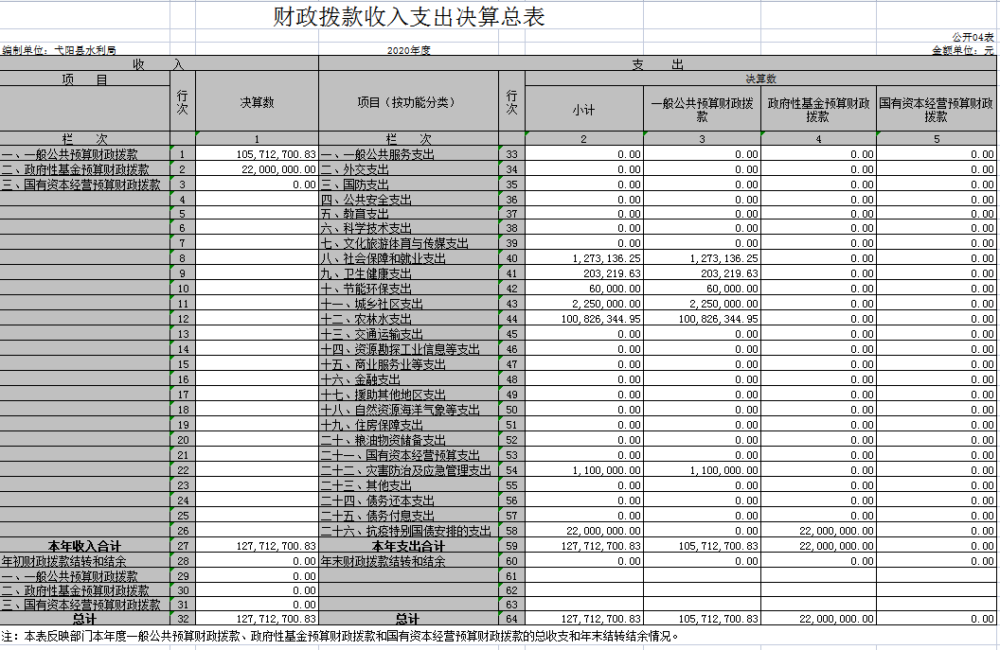 财政拨款收入支出决算总表
公开04表
编制单位：弋阳县水利局 2020年度 金额单位：元
收 入 支 出
项 目 行次 决算数 项目（按功能分类） 行次 决算数
小计 一般公共预算财政拨款 政府性基金预算财政拨款 国有资本经营预算财政拨款
栏 次 1 栏 次 2 3 4 5
一、一般公共预算财政拨款 1 105,712,700.83 一、一般公共服务支出 33 0.00 0.00 0.00 0.00
二、政府性基金预算财政拨款 2 22,000,000.00 二、外交支出 34 0.00 0.00 0.00 0.00
三、国有资本经营预算财政拨款 3 0.00 三、国防支出 35 0.00 0.00 0.00 0.00
4 四、公共安全支出 36 0.00 0.00 0.00 0.00
5 五、教育支出 37 0.00 0.00 0.00 0.00
6 六、科学技术支出 38 0.00 0.00 0.00 0.00
7 七、文化旅游体育与传媒支出 39 0.00 0.00 0.00 0.00
8 八、社会保障和就业支出 40 1,273,136.25 1,273,136.25 0.00 0.00
9 九、卫生健康支出 41 203,219.63 203,219.63 0.00 0.00
10 十、节能环保支出 42 60,000.00 60,000.00 0.00 0.00
11 十一、城乡社区支出 43 2,250,000.00 2,250,000.00 0.00 0.00
12 十二、农林水支出 44 100,826,344.95 100,826,344.95 0.00 0.00
13 十三、交通运输支出 45 0.00 0.00 0.00 0.00
14 十四、资源勘探工业信息等支出 46 0.00 0.00 0.00 0.00
15 十五、商业服务业等支出 47 0.00 0.00 0.00 0.00
16 十六、金融支出 48 0.00 0.00 0.00 0.00
17 十七、援助其他地区支出 49 0.00 0.00 0.00 0.00
18 十八、自然资源海洋气象等支出 50 0.00 0.00 0.00 0.00
19 十九、住房保障支出 51 0.00 0.00 0.00 0.00
20 二十、粮油物资储备支出 52 0.00 0.00 0.00 0.00
21 二十一、国有资本经营预算支出 53 0.00 0.00 0.00 0.00
22 二十二、灾害防治及应急管理支出 54 1,100,000.00 1,100,000.00 0.00 0.00
23 二十三、其他支出 55 0.00 0.00 0.00 0.00
24 二十四、债务还本支出 56 0.00 0.00 0.00 0.00
25 二十五、债务付息支出 57 0.00 0.00 0.00 0.00
26 二十六、抗疫特别国债安排的支出 58 22,000,000.00 0.00 22,000,000.00 0.00
本年收入合计 27 127,712,700.83 本年支出合计 59 127,712,700.83 105,712,700.83 22,000,000.00 0.00
年初财政拨款结转和结余 28 0.00 年末财政拨款结转和结余 60 0.00 0.00 0.00 0.00
一、一般公共预算财政拨款 29 0.00 61
二、政府性基金预算财政拨款 30 0.00 62
三、国有资本经营预算财政拨款 31 0.00 63
总计 32 127,712,700.83 总计 64 127,712,700.83 105,712,700.83 22,000,000.00 0.00
注：本表反映部门本年度一般公共预算财政拨款、政府性基金预算财政拨款和国有资本经营预算财政拨款的总收支和年末结转结余情况。